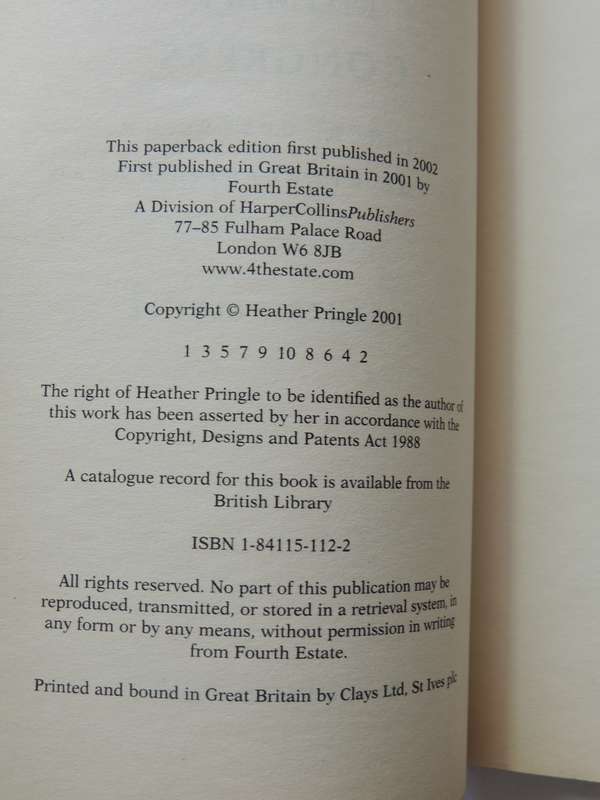 This paperback edition first published in 2002
First published in Great Britain in 2001 by
Fourth Estate
A Division of HarperCollinsPublishers
77–85 Fulham Palace Road
London W6 8JB
www.4thestate.com
Copyright © Heather Pringle 2001
1 3 5 7 9 10 8 6 4 2
The right of Heather Pringle to be identified as the author of
this work has been asserted by her in accordance with the
Copyright, Designs and Patents Act 1988
A catalogue record for this book is available from the
British Library
ISBN 1-84115-112-2
All rights reserved. No part of this publication may be
reproduced, transmitted, or stored in a retrieval system, in
any form or by any means, without permission in writing
from Fourth Estate.
Printed and bound in Great Britain by Clays Ltd, St Ives plc